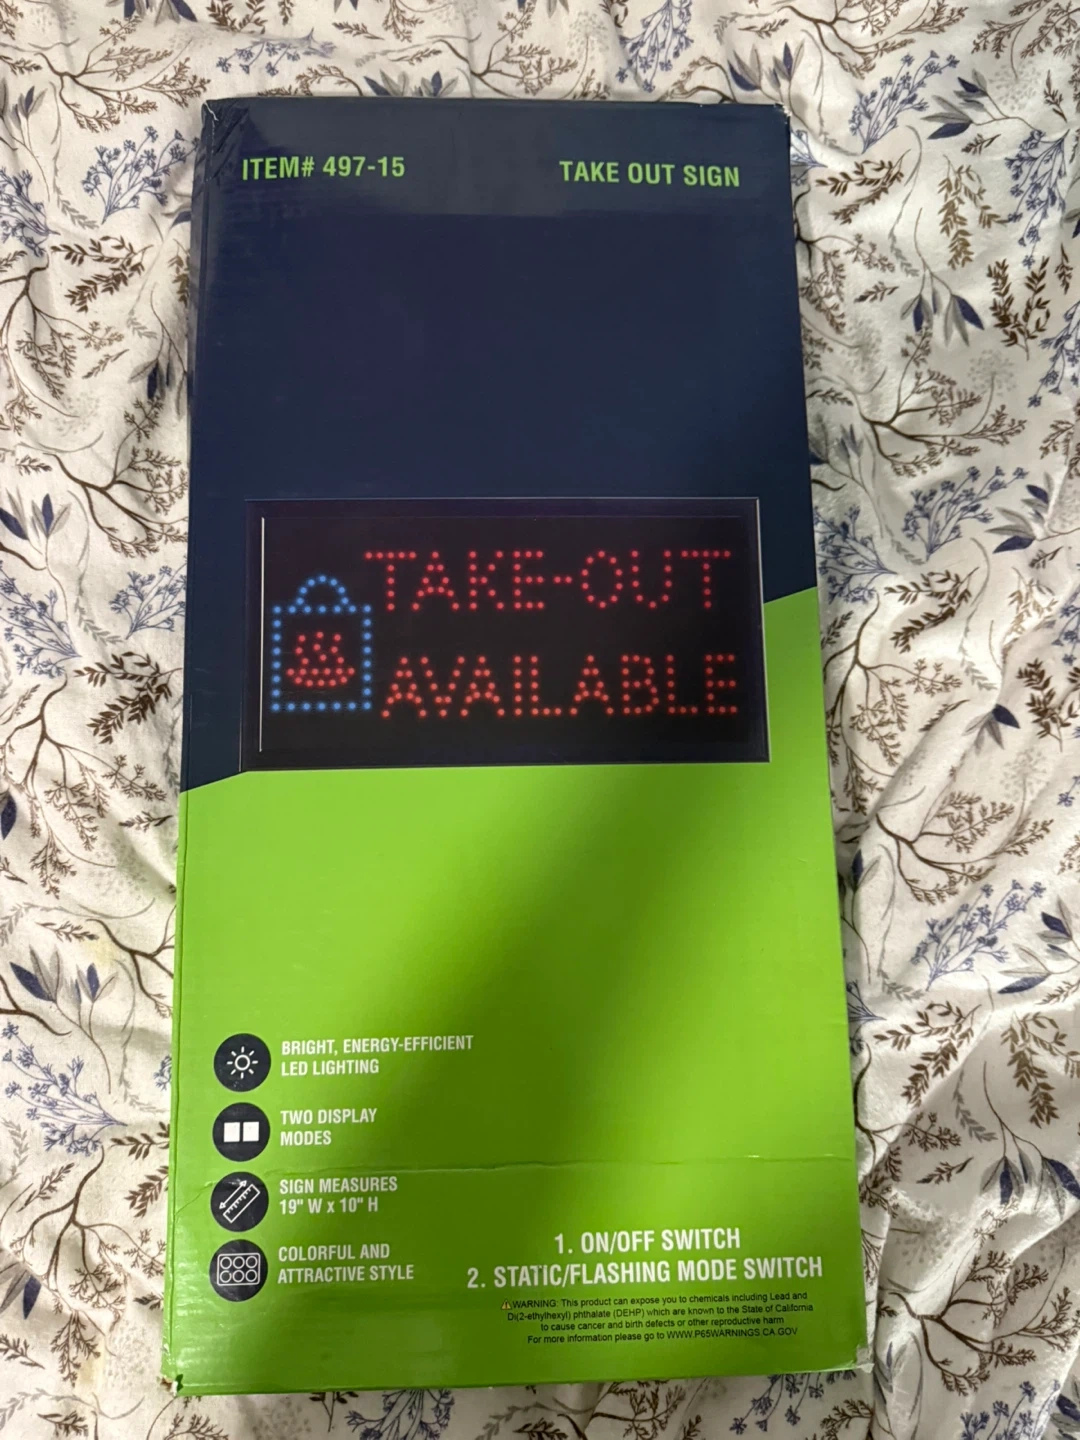 ITEM# 497-15
TAKE OUT SIGN
TAKE-OUT
AVAILABLE
BRIGHT, ENERGY-EFFICIENT
LED LIGHTING
TWO DISPLAY
MODES
SIGN MEASURES
19" W x 10" H
COLORFUL AND
ATTRACTIVE STYLE
1. ON/OFF SWITCH
2. STATIC/FLASHING MODE SWITCH
⚠WARNING: This product can expose you to chemicals including Lead and
Di(2-ethylhexyl) phthalate (DEHP) which are known to the State of California
to cause cancer and birth defects or other reproductive harm
For more information please go to WWW.P65WARNINGS.CA.GOV